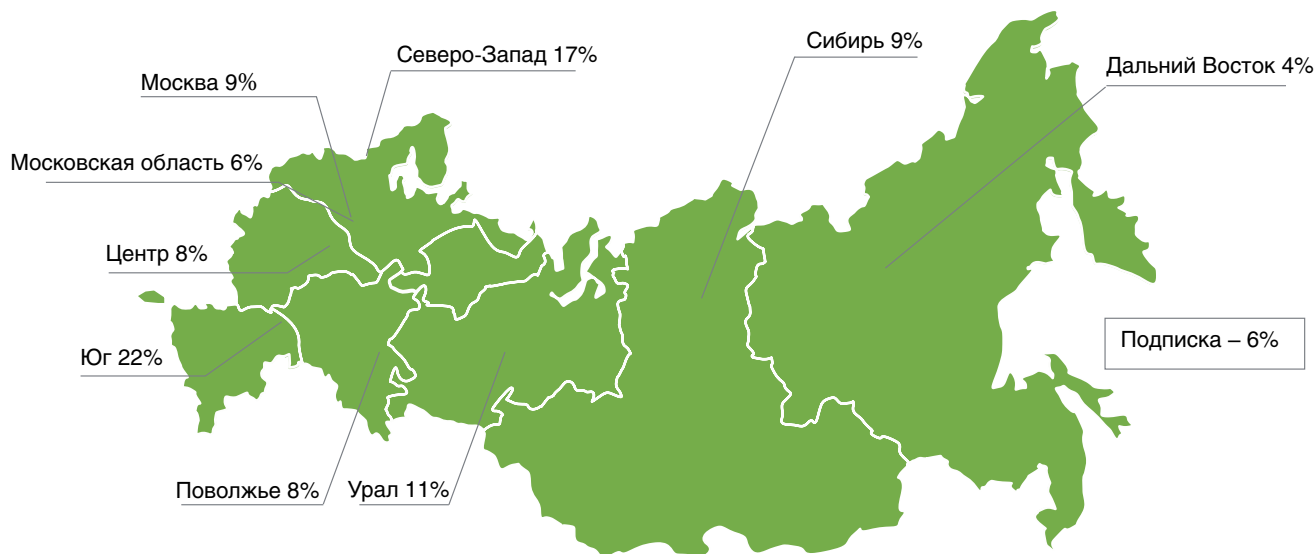 Северо-Запад 17%
Сибирь 9%
Дальний Восток 4%
Москва 9%
Московская область 6%
Центр 8%
Подписка – 6%
Юг 22%
Поволжье 8%
Урал 11%